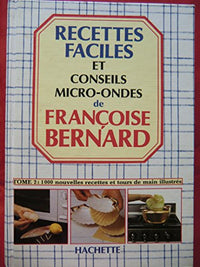 RECETTES
FACILES
ET
CONSEILS
MICRO-ONDES
de
FRANÇOISE
BERNARD
TOME 2 : 1000 nouvelles recettes et tours de main illustrés
HACHETTE